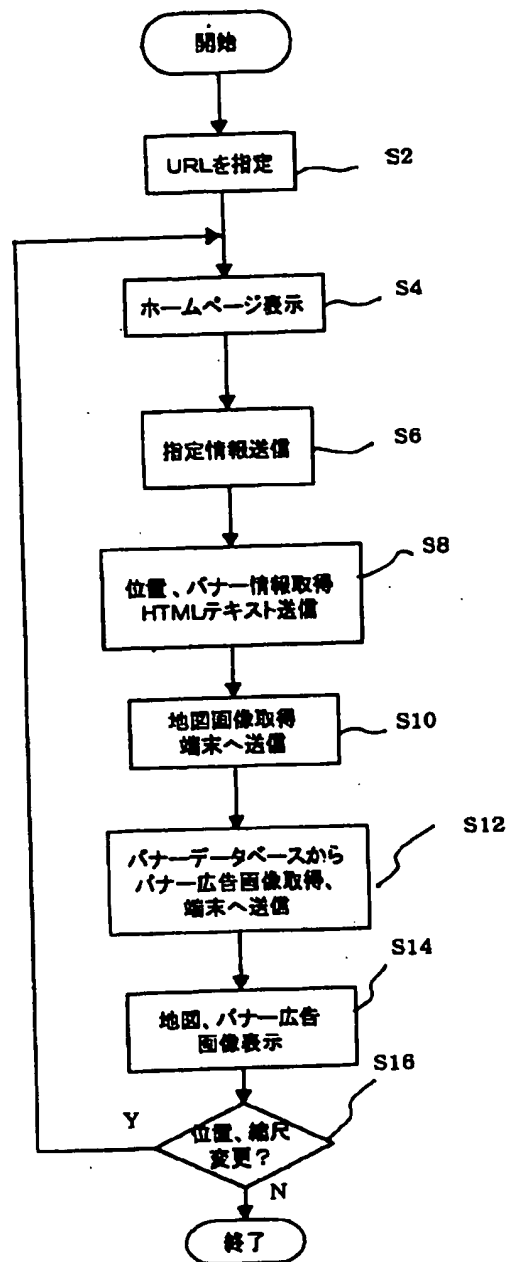 開始
URLを指定
S2
ホームページ表示
S4
指定情報送信
S6
位置、バナー情報取得
HTMLテキスト送信
S8
地図画像取得
端末へ送信
S10
バナーデータベースから
バナー広告画像取得、
端末へ送信
S12
地図、バナー広告
画像表示
S14
位置、縮尺
変更?
S16
Y
N
終了